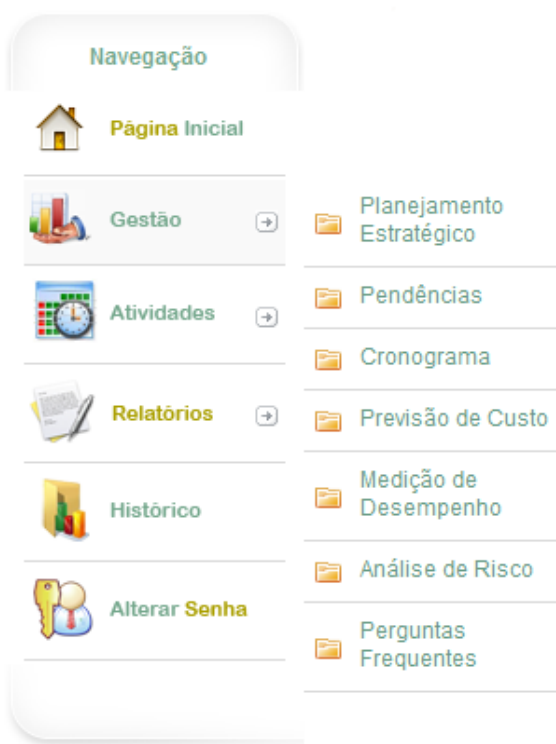 Navegação
Página Inicial
Gestão
Atividades
Relatórios
Histórico
Alterar Senha
Planejamento
Estratégico
Pendências
Cronograma
Previsão de Custo
Medição de
Desempenho
Análise de Risco
Perguntas
Frequentes